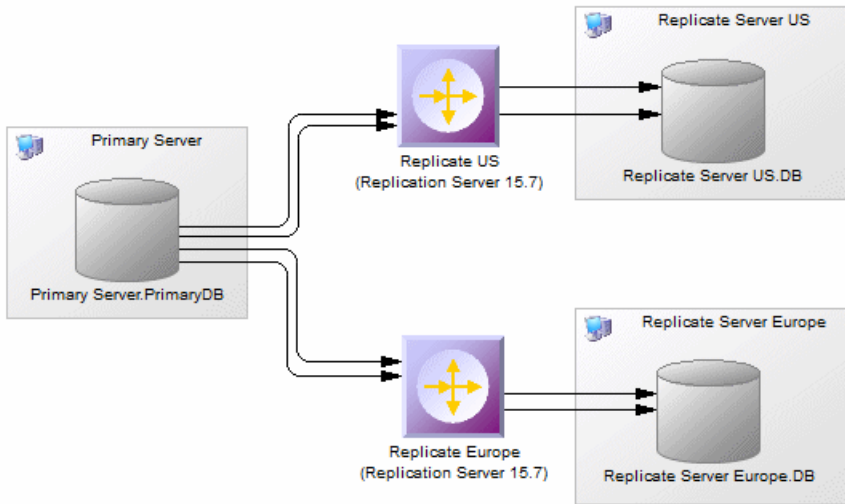 Primary Server
Primary Server.PrimaryDB
Replicate US
(Replication Server 15.7)
Replicate Server US
Replicate Server US.DB
Replicate Europe
(Replication Server 15.7)
Replicate Server Europe
Replicate Server Europe.DB